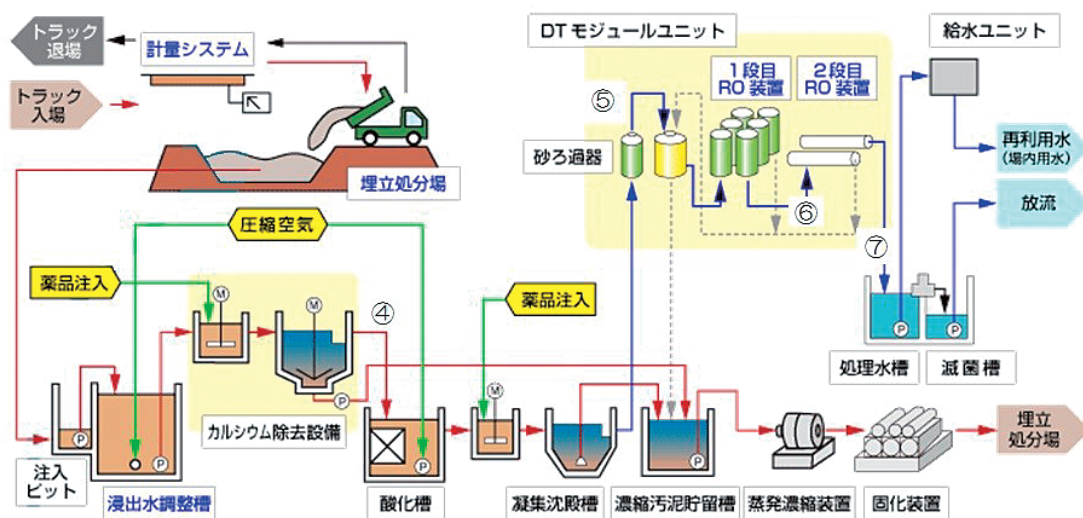 トラック
退場
計量システム
トラック
入場
埋立処分場
DTモジュールユニット
給水ユニット
1段目
RO装置
2段目
RO装置
⑤
砂ろ過器
⑥
⑦
再利用水
(場内用水)
放流
圧縮空気
薬品注入
M
M
④
薬品注入
M
P
P
P
P
P
P
P
処理水槽
滅菌槽
カルシウム除去設備
注入
ピット
浸出水調整槽
酸化槽
凝集沈殿槽
濃縮汚泥貯留槽
蒸発濃縮装置
固化装置
埋立
処分場